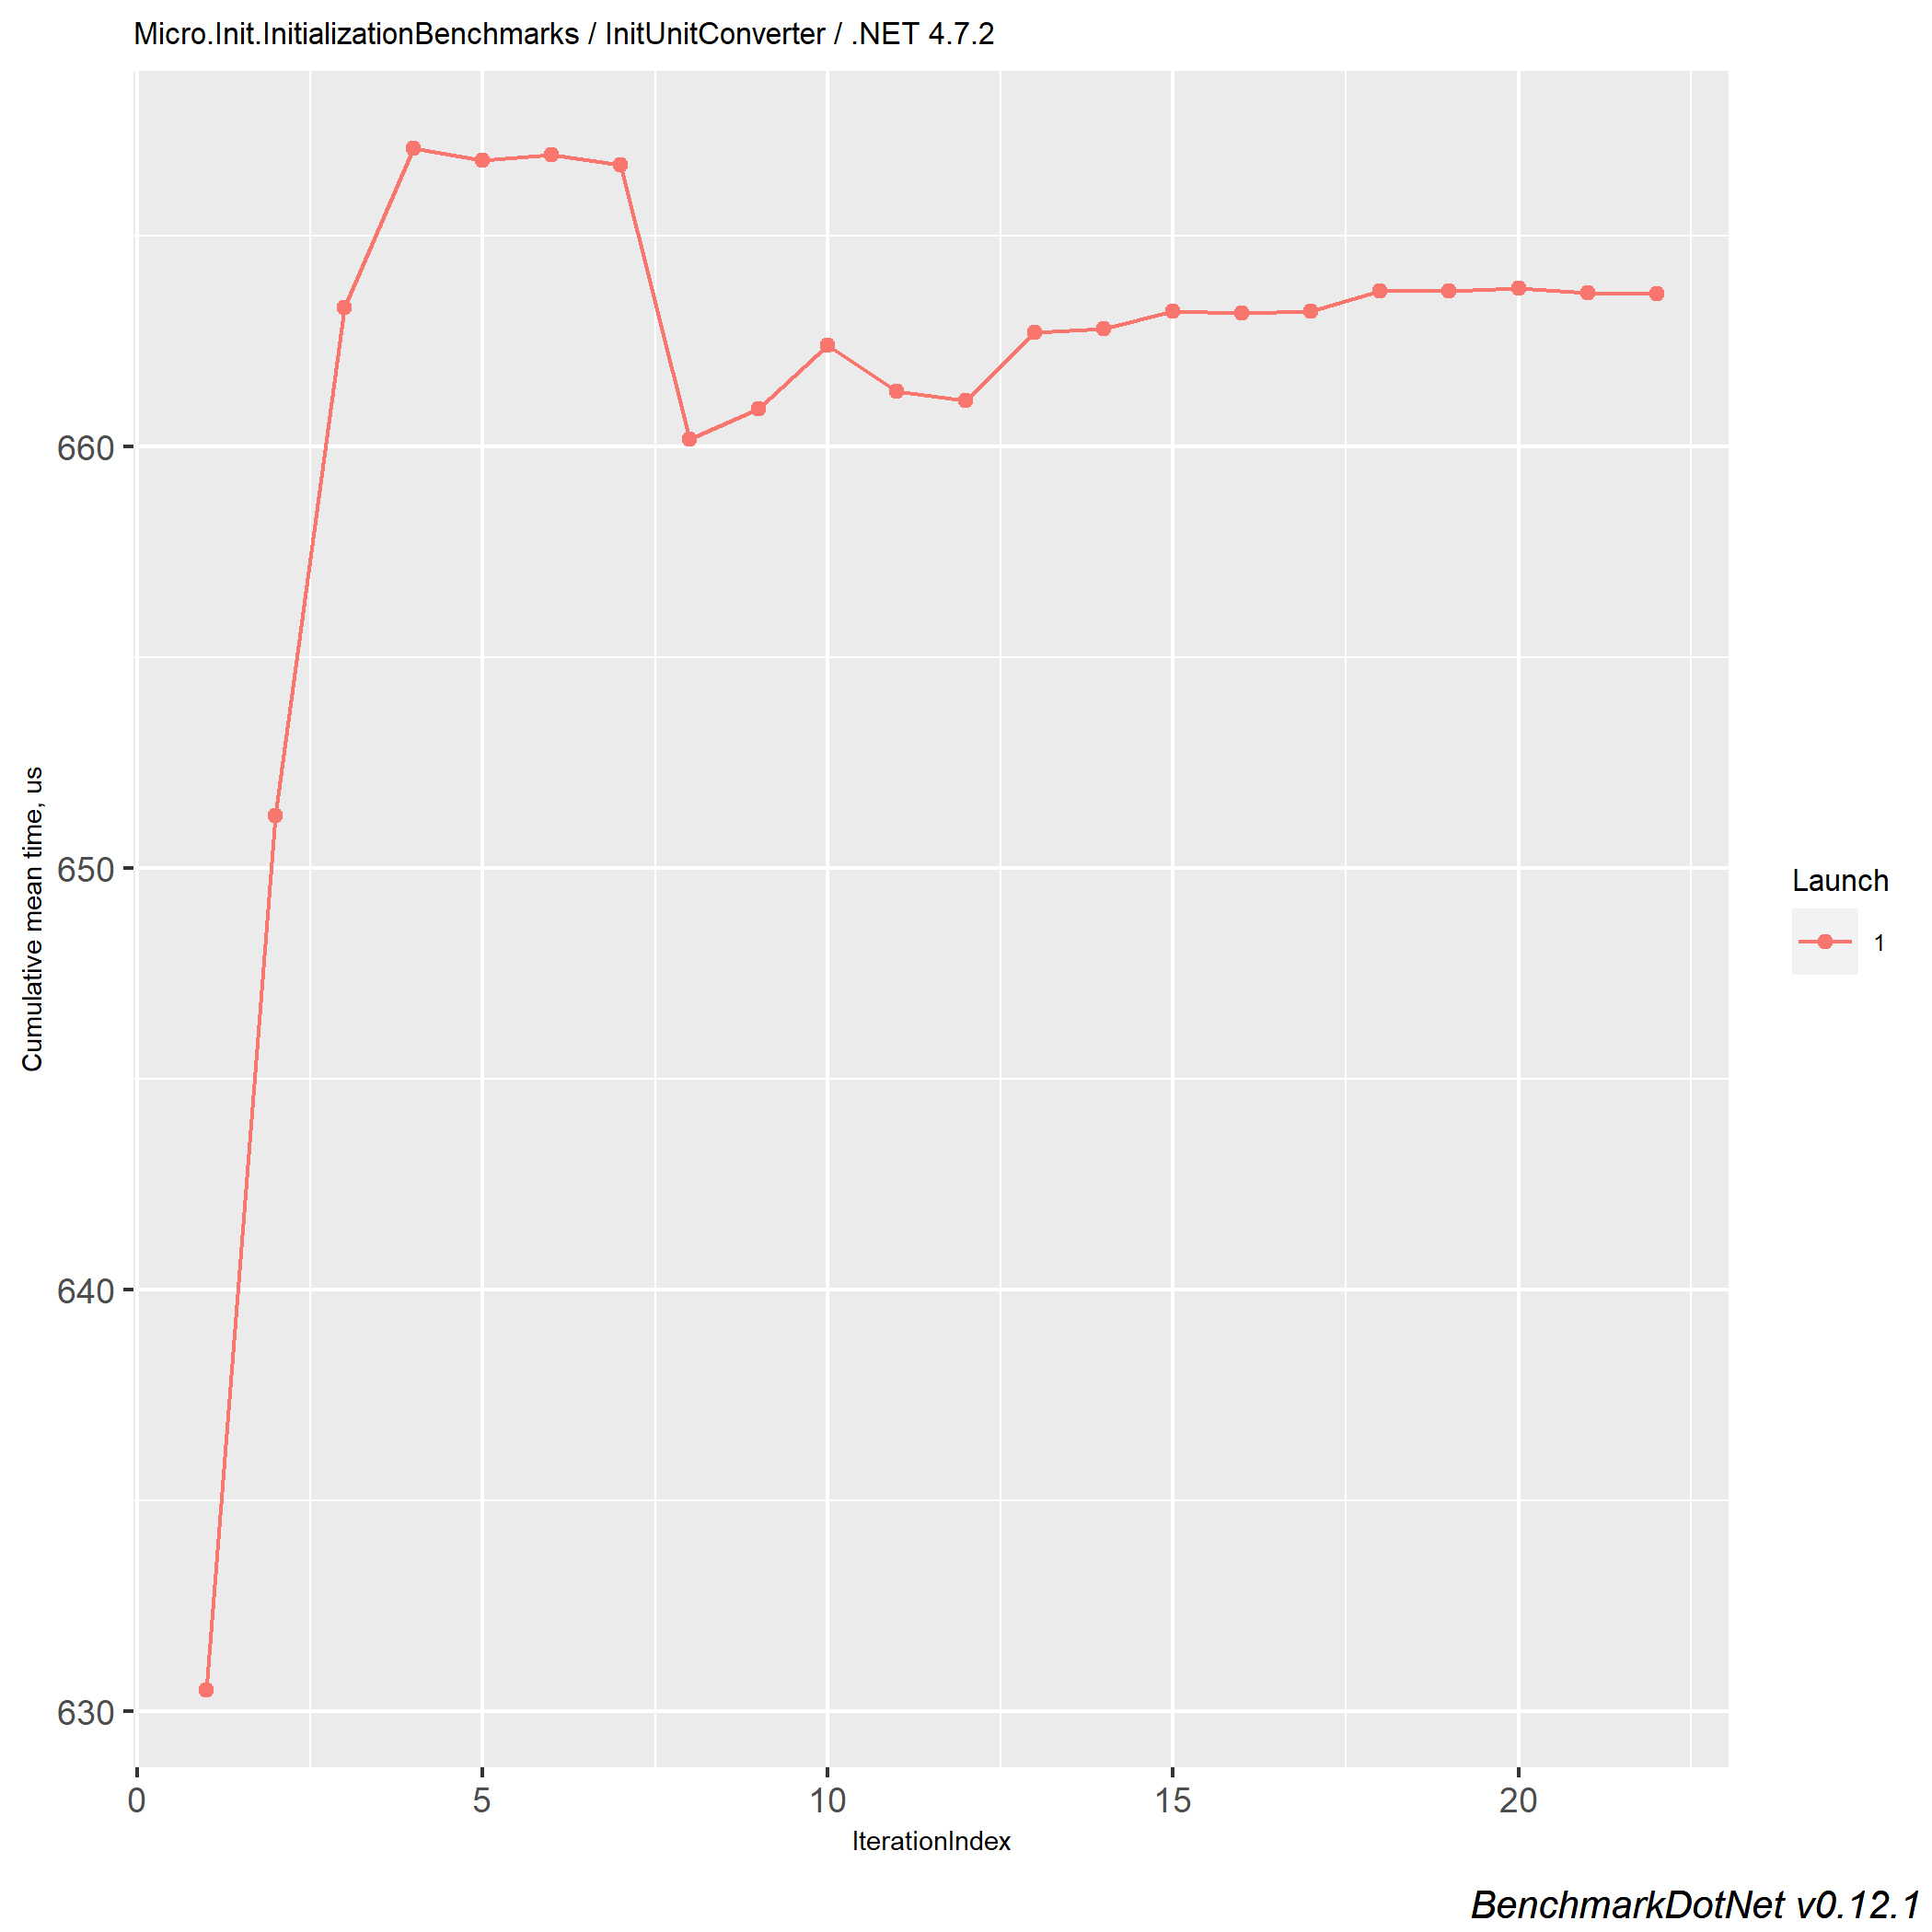 Micro.Init.InitializationBenchmarks / InitUnitConverter / .NET 4.7.2
Cumulative mean time, us
660
650
640
630
0 5 10 15 20
IterationIndex
Launch
1
BenchmarkDotNet v0.12.1